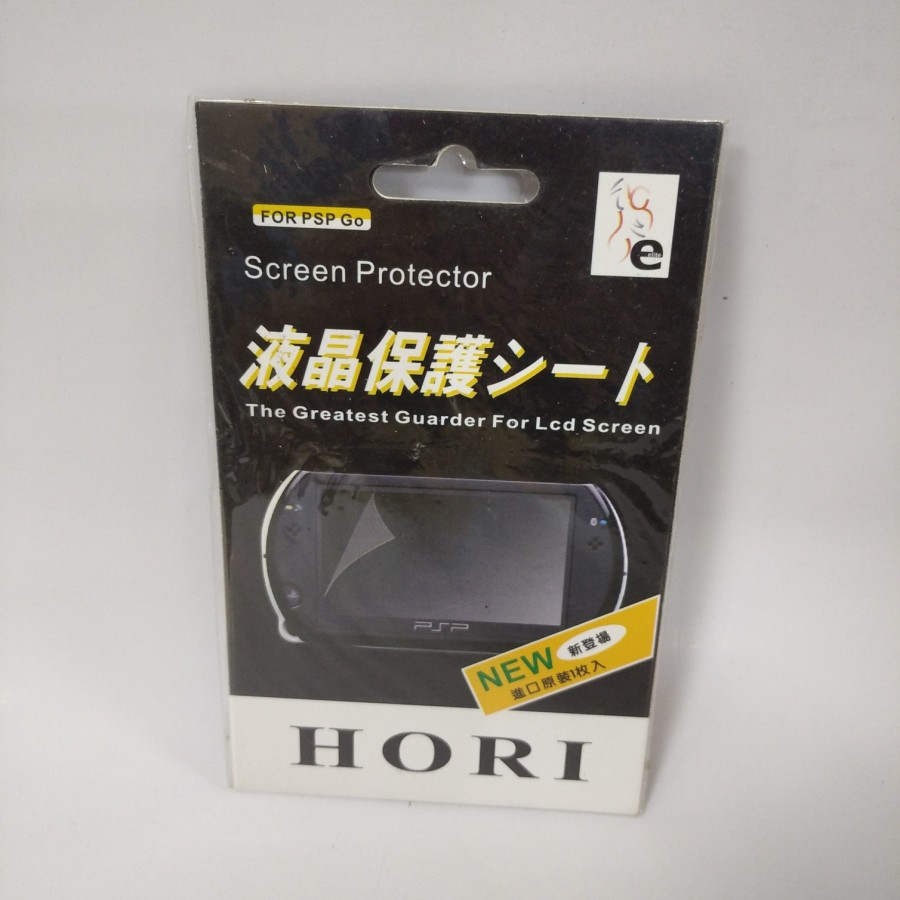 FOR PSP Go
e
elite
Screen Protector
液晶保護シート
The Greatest Guarder For Lcd Screen
PSP
NEW 新登場
進口原裝1枚入
HORI